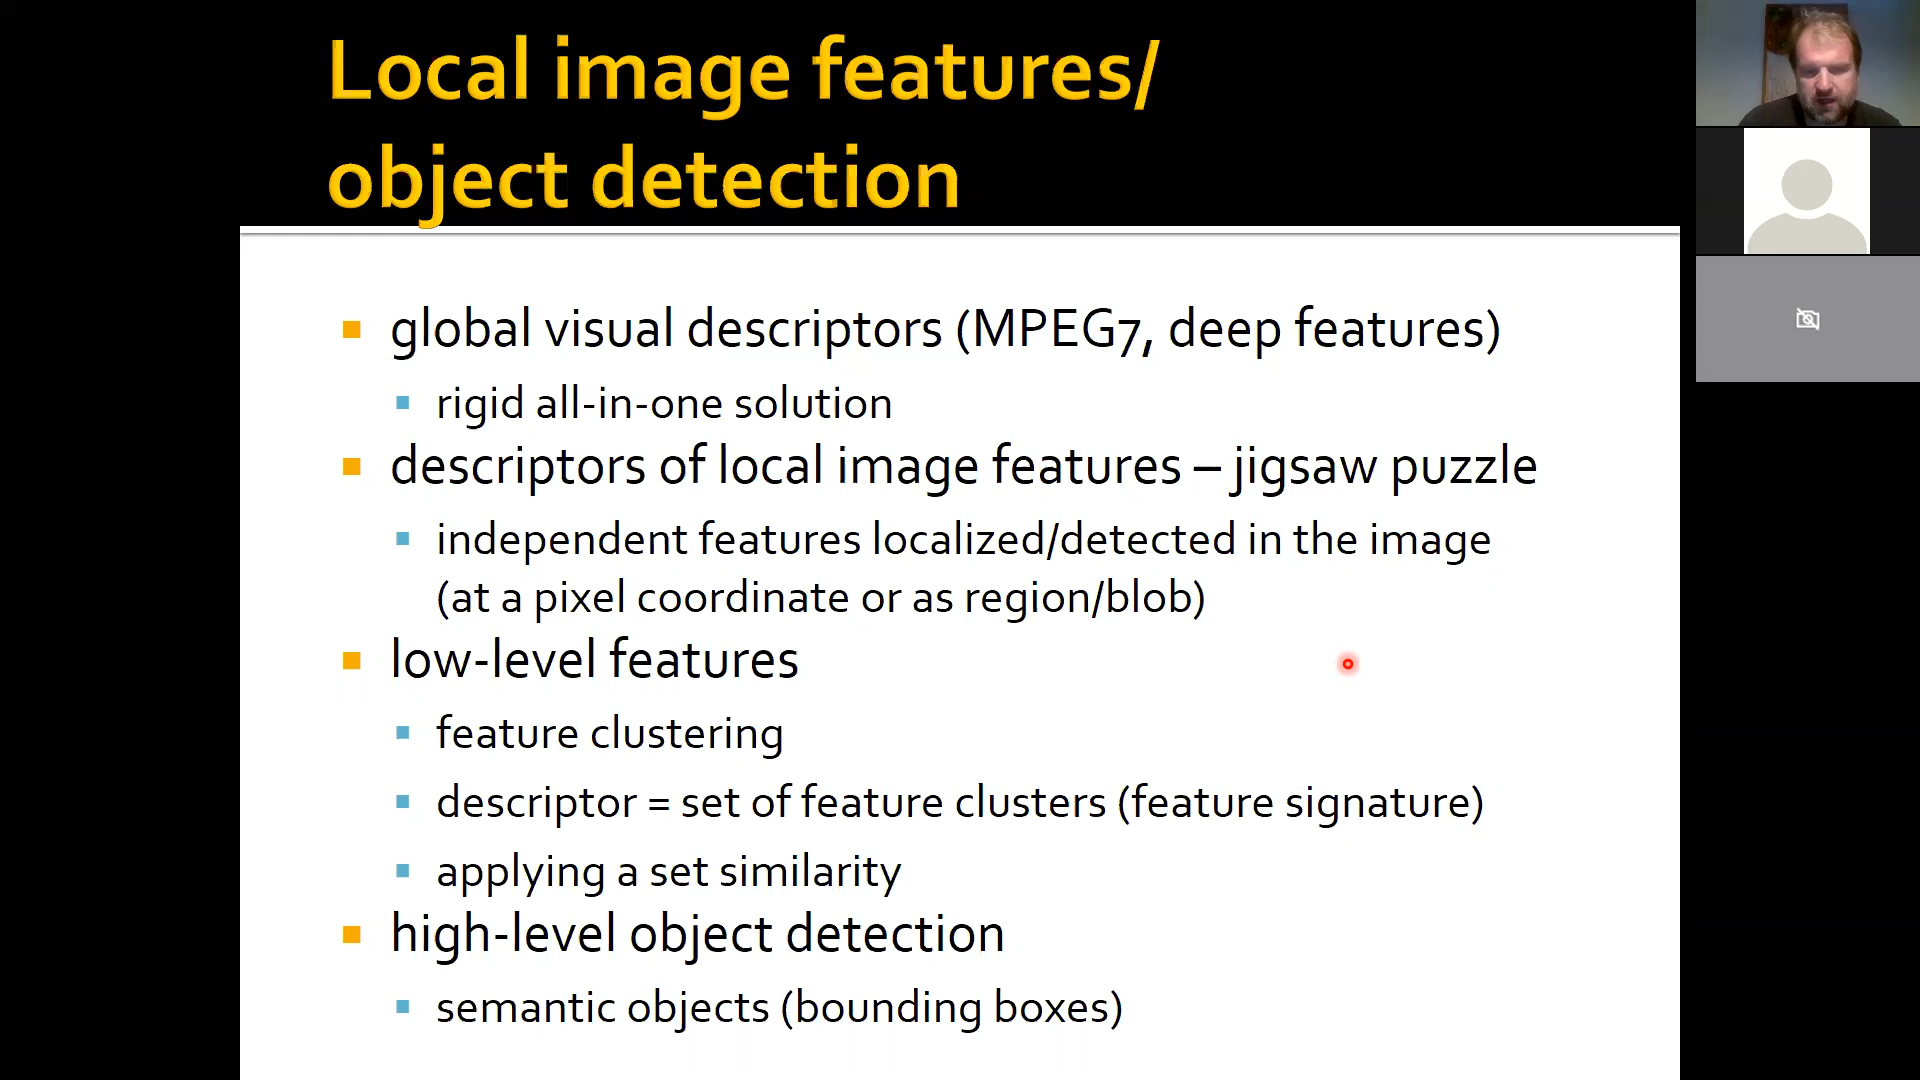 Local image features/
object detection
global visual descriptors (MPEG7, deep features)
rigid all-in-one solution
descriptors of local image features – jigsaw puzzle
independent features localized/detected in the image
(at a pixel coordinate or as region/blob)
low-level features
feature clustering
descriptor = set of feature clusters (feature signature)
applying a set similarity
high-level object detection
semantic objects (bounding boxes)